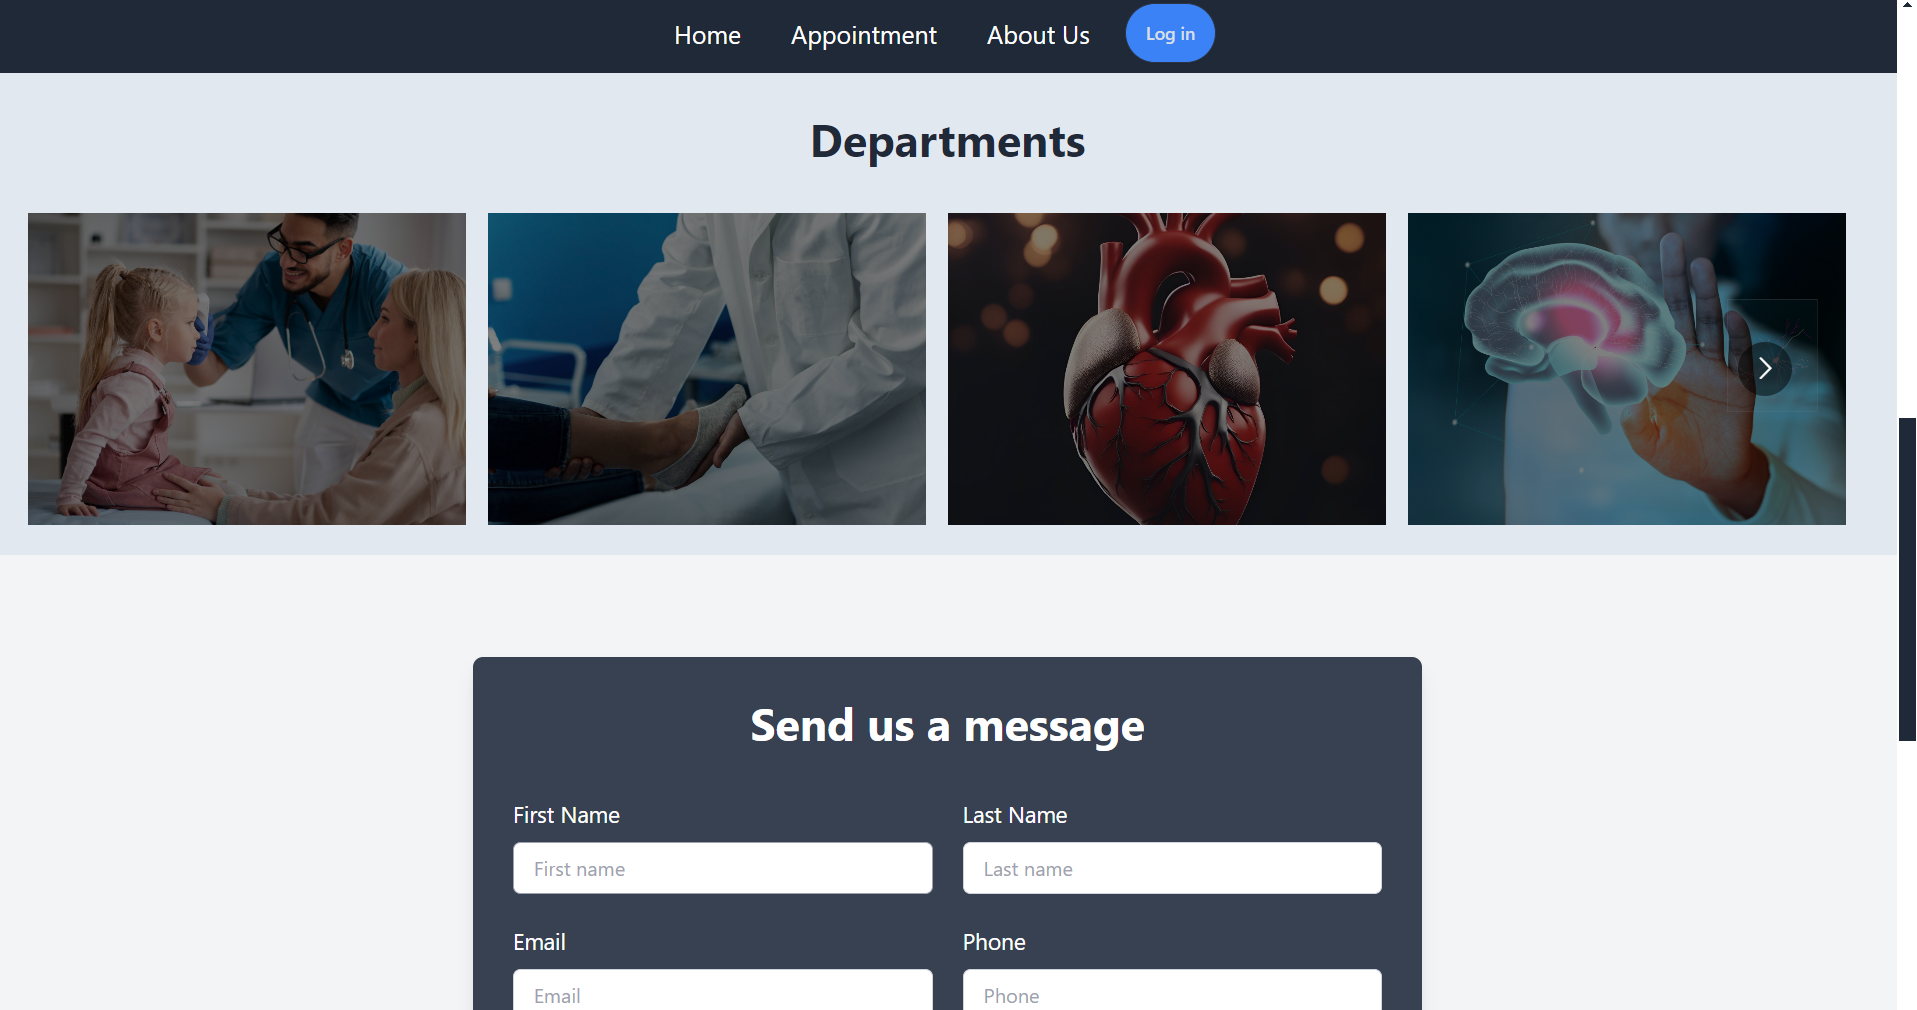 Home Appointment About Us Log in
Departments
Send us a message
First Name Last Name
First name Last name
Email Phone
Email Phone